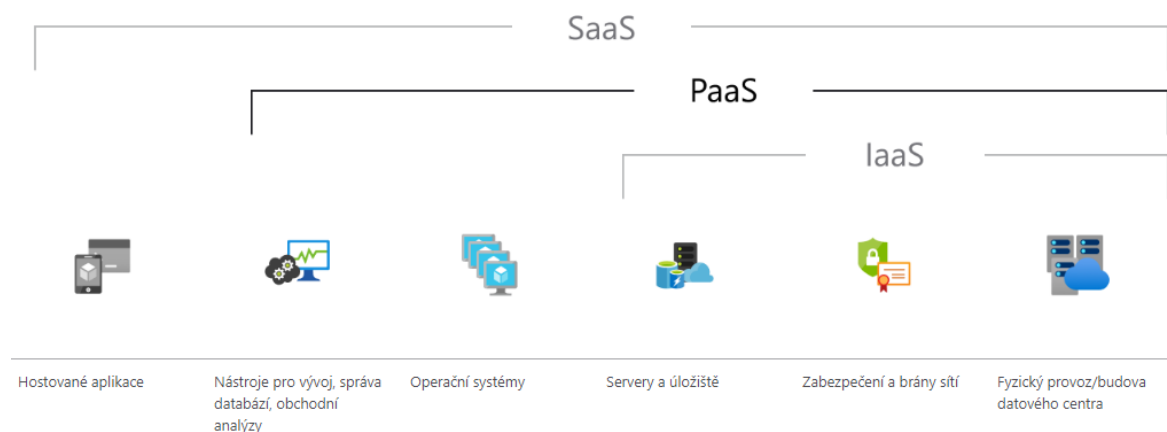 SaaS
PaaS
IaaS
Hostované aplikace
Nástroje pro vývoj, správa
databází, obchodní
analýzy
Operační systémy
Servery a úložiště
Zabezpečení a brány sítí
Fyzický provoz/budova
datového centra